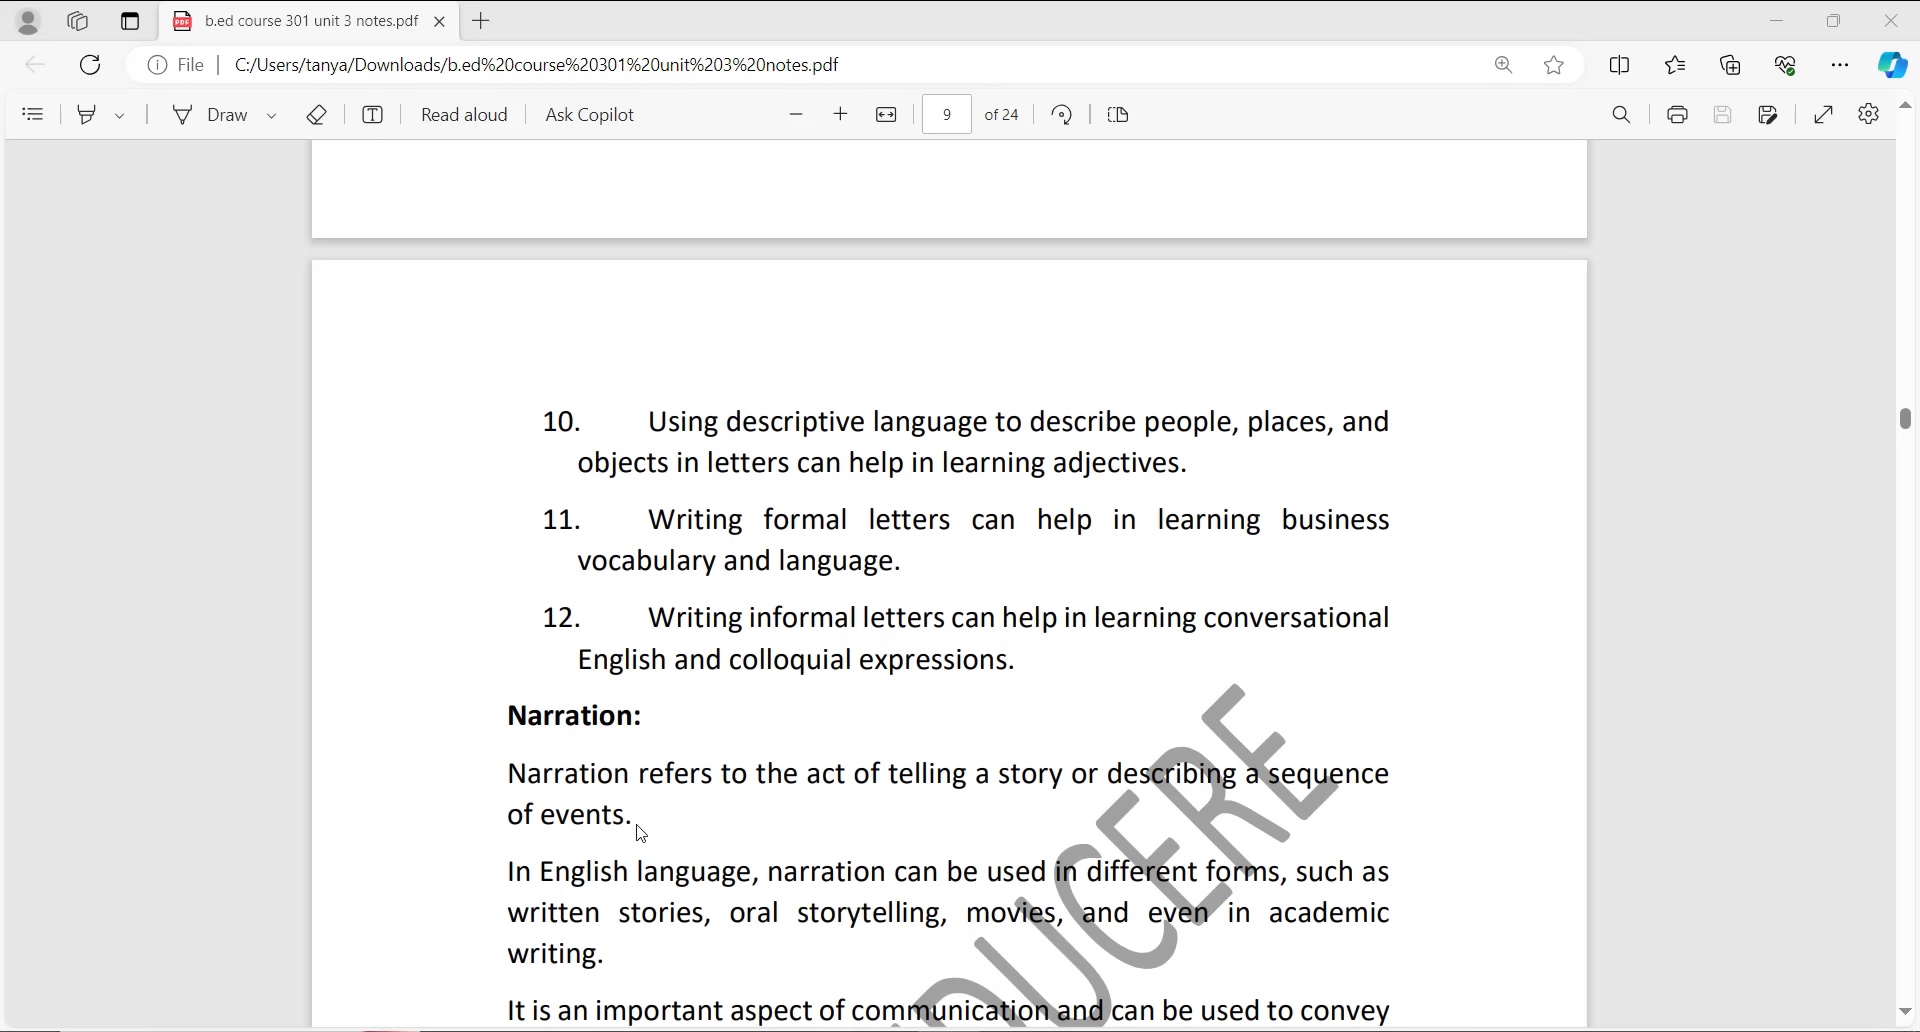 b.ed course 301 unit 3 notes.pdf
File
C:/Users/tanya/Downloads/b.ed%20course%20301%20unit%203%20notes.pdf
Draw
Read aloud
Ask Copilot
9 of 24
10. Using descriptive language to describe people, places, and
objects in letters can help in learning adjectives.
11. Writing formal letters can help in learning business
vocabulary and language.
12. Writing informal letters can help in learning conversational
English and colloquial expressions.
Narration:
Narration refers to the act of telling a story or describing a sequence
of events.
In English language, narration can be used in different forms, such as
written stories, oral storytelling, movies, and even in academic
writing.
It is an important aspect of communication and can be used to convey
DUCERE